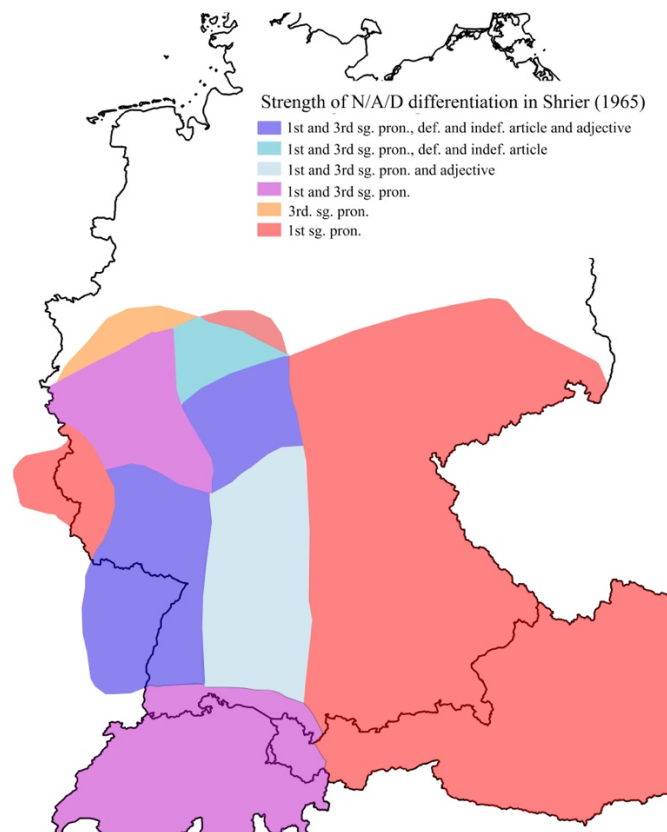 Strength of N/A/D differentiation in Shrier (1965)
1st and 3rd sg. pron., def. and indef. article and adjective
1st and 3rd sg. pron., def. and indef. article
1st and 3rd sg. pron. and adjective
1st and 3rd sg. pron.
3rd. sg. pron.
1st sg. pron.